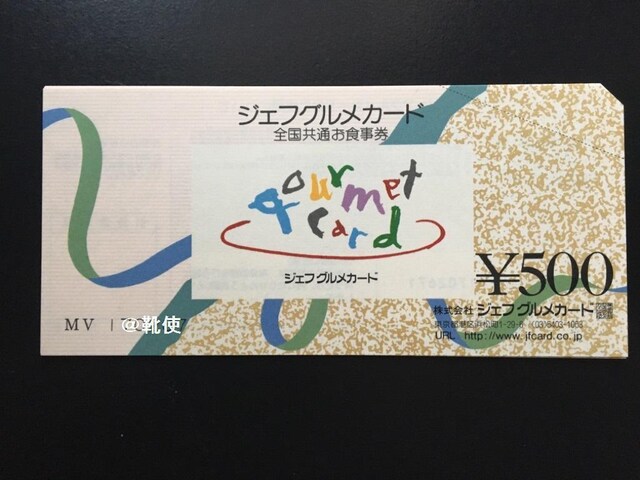 ジェフグルメカード
全国共通お食事券
gourmet
card
ジェフグルメカード
¥500
株式会社 ジェフグルメカード
URL http://www.jfcard.co.jp
MV
@靴使